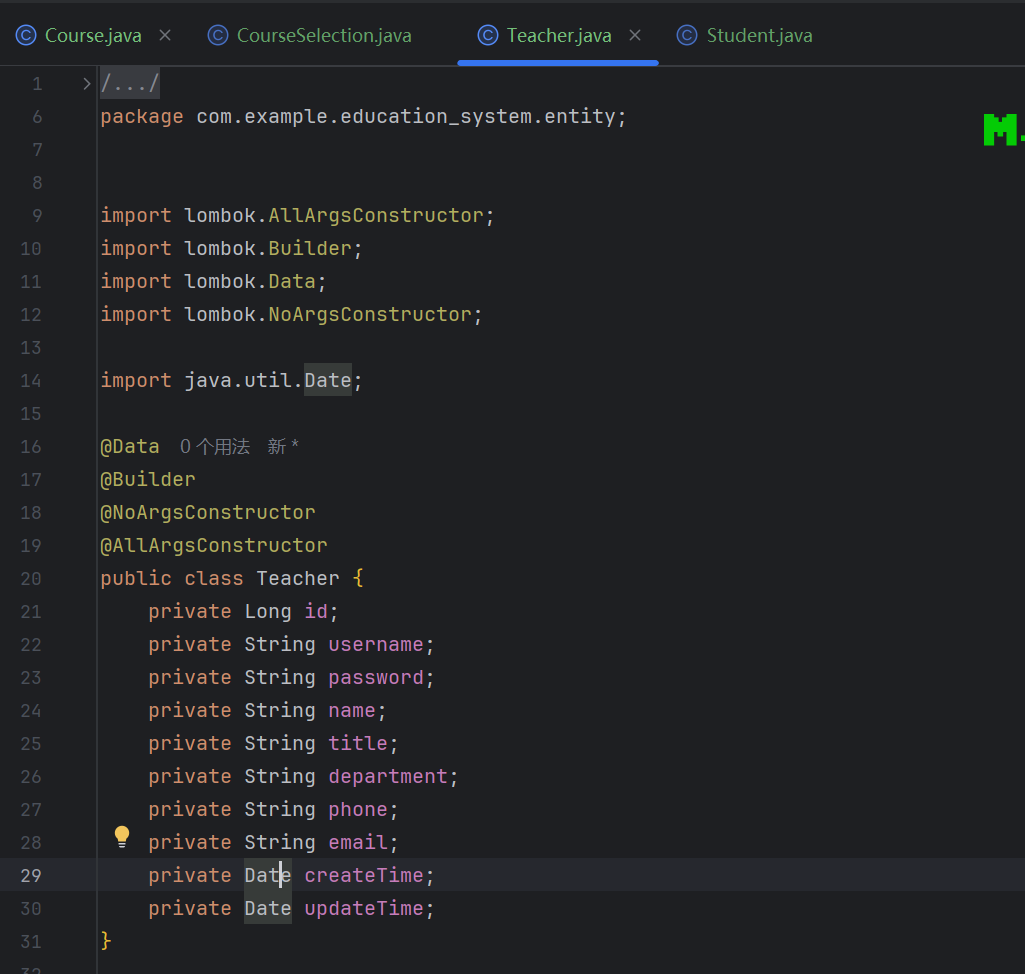 Course.java
CourseSelection.java
Teacher.java
Student.java
1 /.../
6 package com.example.education_system.entity;
7
8
9 import lombok.AllArgsConstructor;
10 import lombok.Builder;
11 import lombok.Data;
12 import lombok.NoArgsConstructor;
13
14 import java.util.Date;
15
16 @Data 0 个用法 新 *
17 @Builder
18 @NoArgsConstructor
19 @AllArgsConstructor
20 public class Teacher {
21     private Long id;
22     private String username;
23     private String password;
24     private String name;
25     private String title;
26     private String department;
27     private String phone;
28     private String email;
29     private Date createTime;
30     private Date updateTime;
31 }
M.